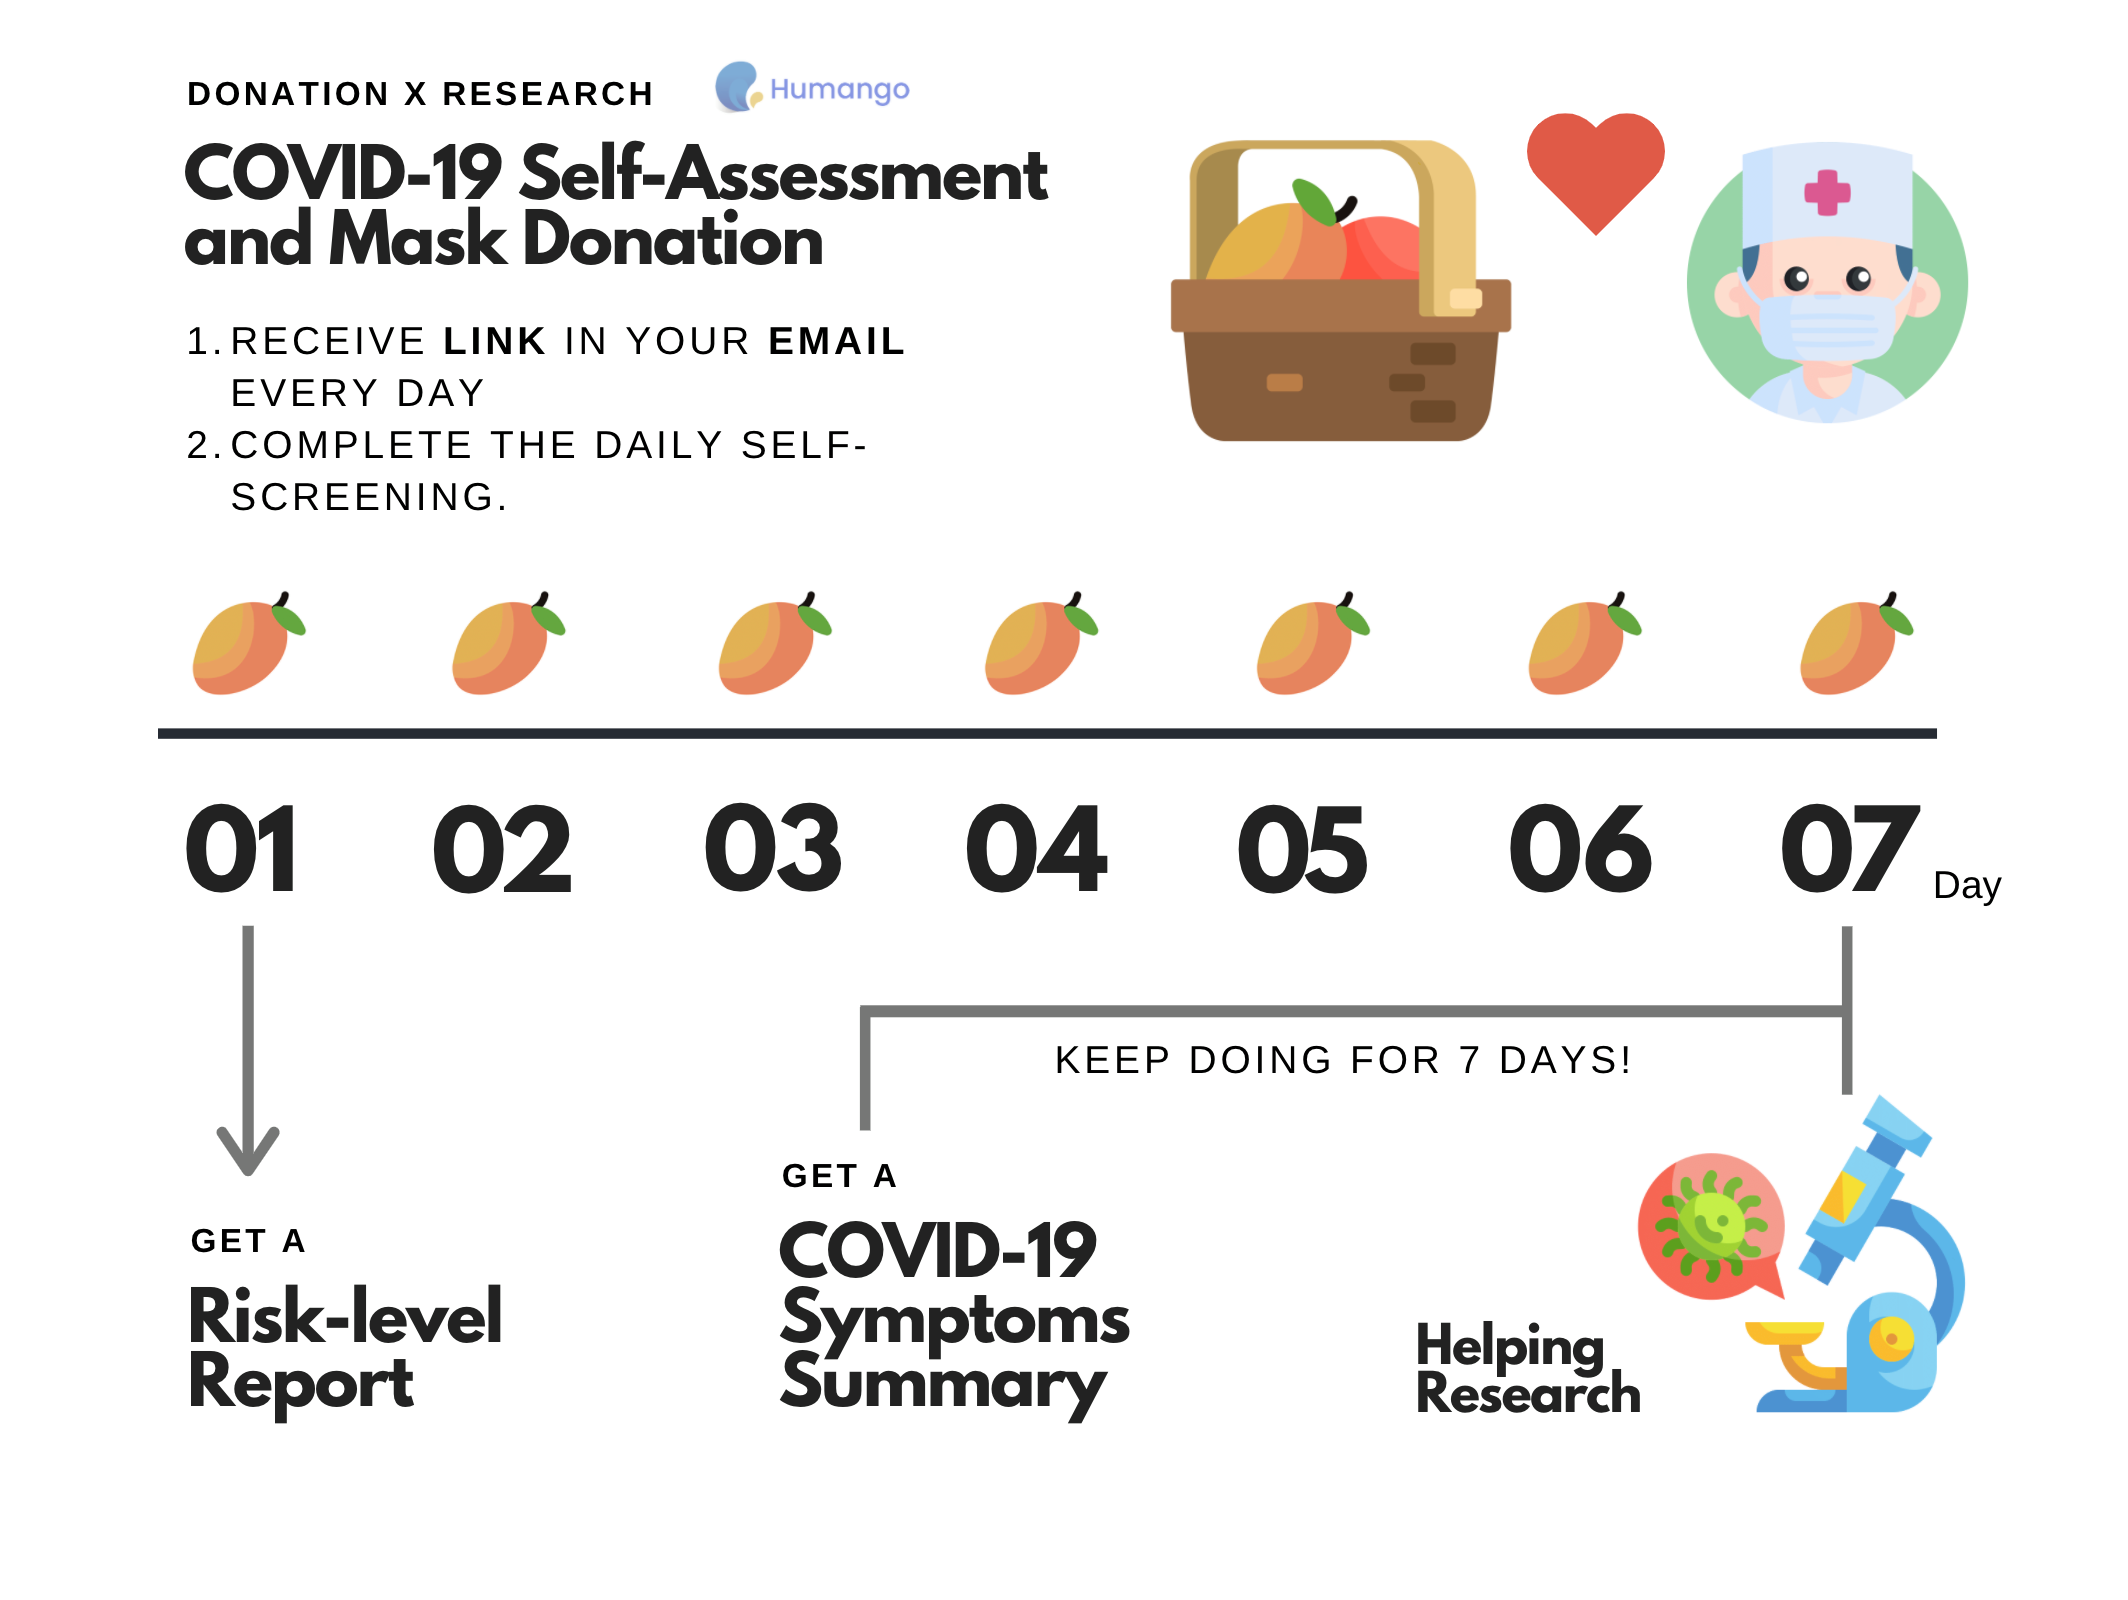 DONATION X RESEARCH
Humango
COVID-19 Self-Assessment
and Mask Donation
1. RECEIVE LINK IN YOUR EMAIL
EVERY DAY
2. COMPLETE THE DAILY SELF-
SCREENING.
01 02 03 04 05 06 07 Day
KEEP DOING FOR 7 DAYS!
GET A
Risk-level
Report
GET A
COVID-19
Symptoms
Summary
Helping
Research